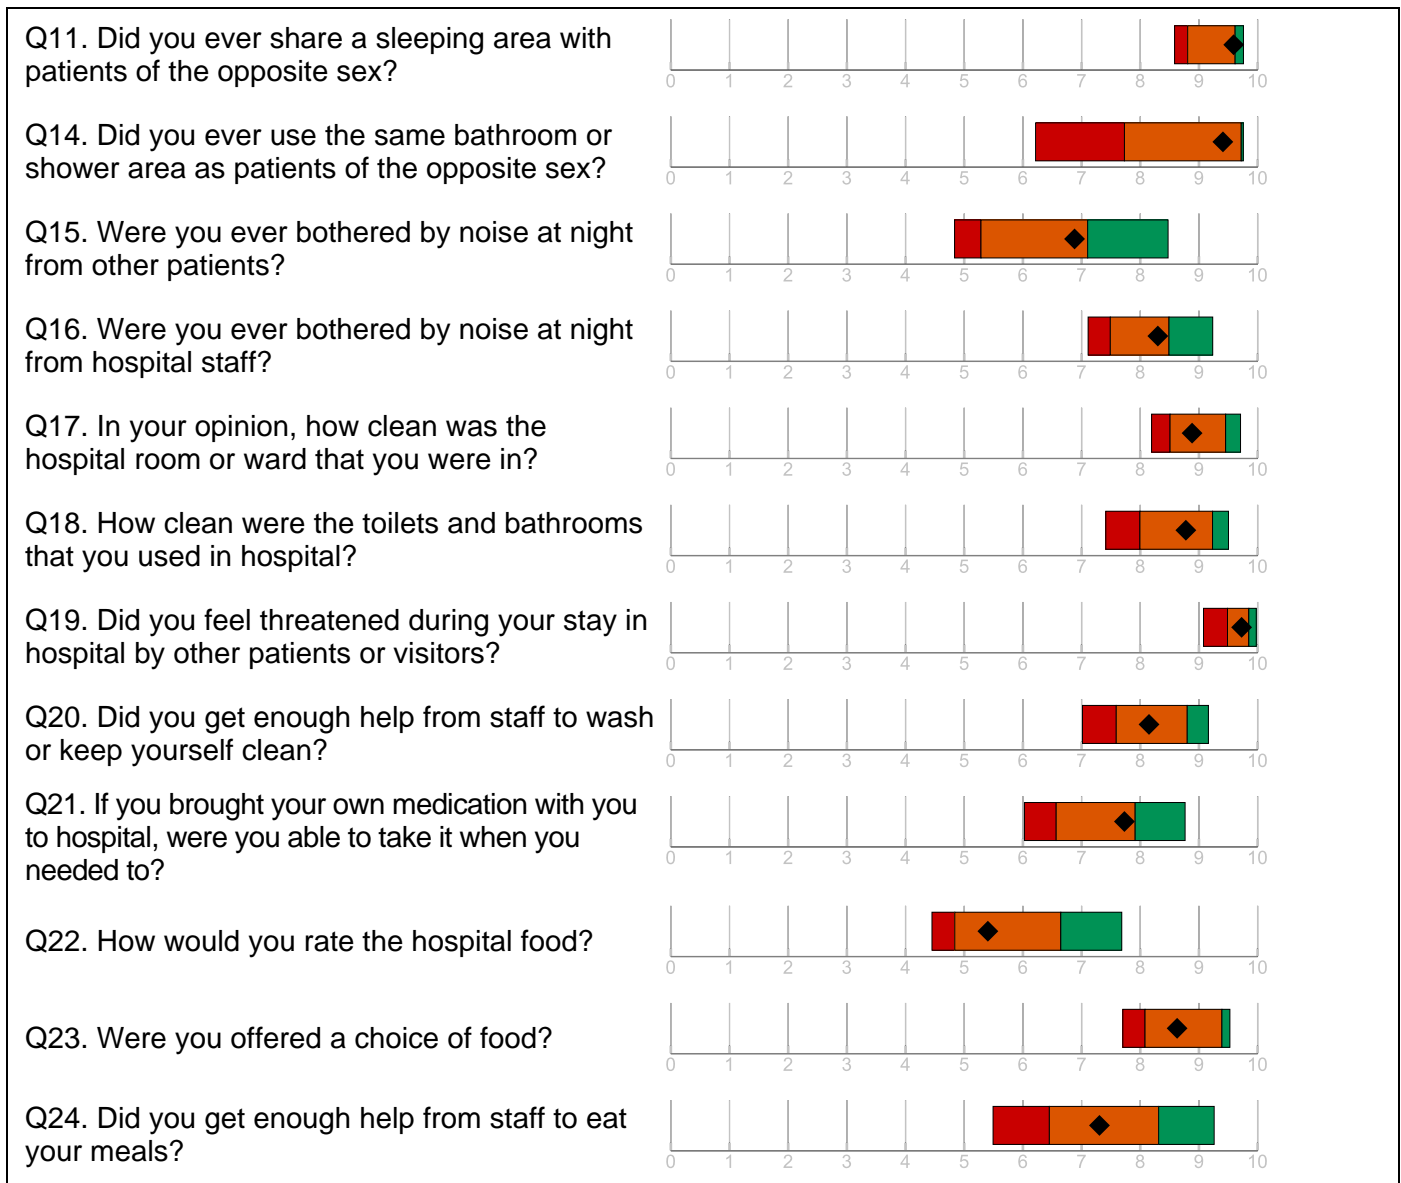 Q11. Did you ever share a sleeping area with
patients of the opposite sex?
0 1 2 3 4 5 6 7 8 9 10
Q14. Did you ever use the same bathroom or
shower area as patients of the opposite sex?
0 1 2 3 4 5 6 7 8 9 10
Q15. Were you ever bothered by noise at night
from other patients?
0 1 2 3 4 5 6 7 8 9 10
Q16. Were you ever bothered by noise at night
from hospital staff?
0 1 2 3 4 5 6 7 8 9 10
Q17. In your opinion, how clean was the
hospital room or ward that you were in?
0 1 2 3 4 5 6 7 8 9 10
Q18. How clean were the toilets and bathrooms
that you used in hospital?
0 1 2 3 4 5 6 7 8 9 10
Q19. Did you feel threatened during your stay in
hospital by other patients or visitors?
0 1 2 3 4 5 6 7 8 9 10
Q20. Did you get enough help from staff to wash
or keep yourself clean?
0 1 2 3 4 5 6 7 8 9 10
Q21. If you brought your own medication with you
to hospital, were you able to take it when you
needed to?
0 1 2 3 4 5 6 7 8 9 10
Q22. How would you rate the hospital food?
0 1 2 3 4 5 6 7 8 9 10
Q23. Were you offered a choice of food?
0 1 2 3 4 5 6 7 8 9 10
Q24. Did you get enough help from staff to eat
your meals?
0 1 2 3 4 5 6 7 8 9 10